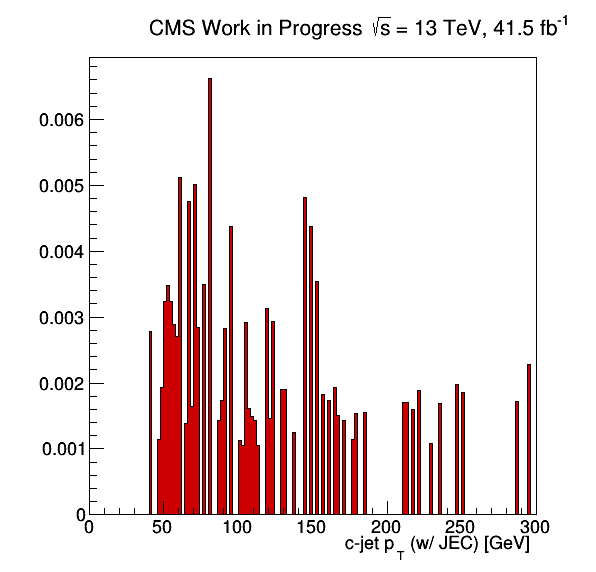 CMS Work in Progress √s = 13 TeV, 41.5 fb⁻¹
0.006
0.005
0.004
0.003
0.002
0.001
0
0 50 100 150 200 250 300
c-jet p_T (w/ JEC) [GeV]